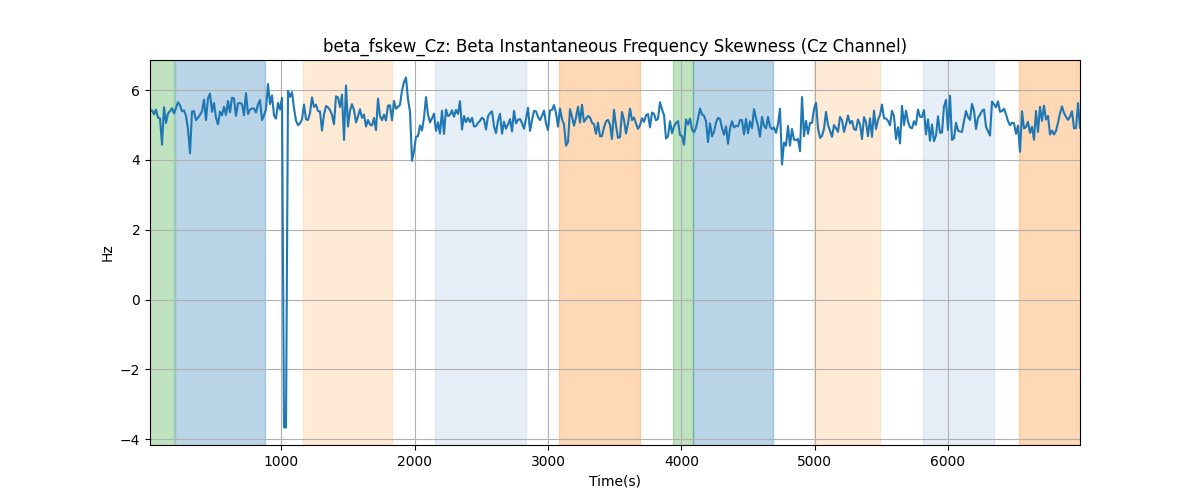 beta_fskew_Cz: Beta Instantaneous Frequency Skewness (Cz Channel)
6
4
2
0
−2
−4
Hz
1000 2000 3000 4000 5000 6000
Time(s)